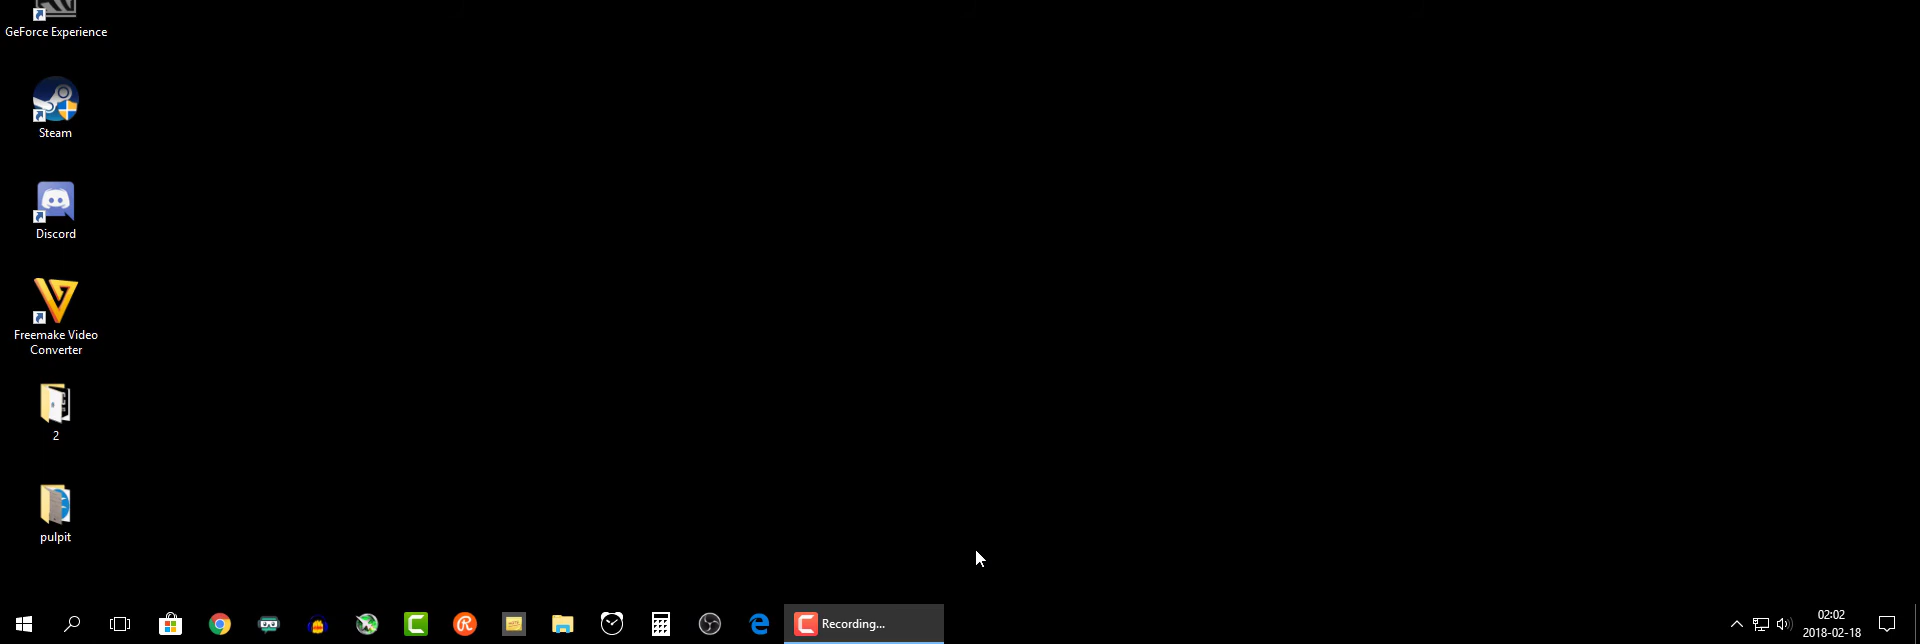 GeForce Experience
Steam
Discord
Freemake Video
Converter
2
pulpit
Recording...
02:02
2018-02-18